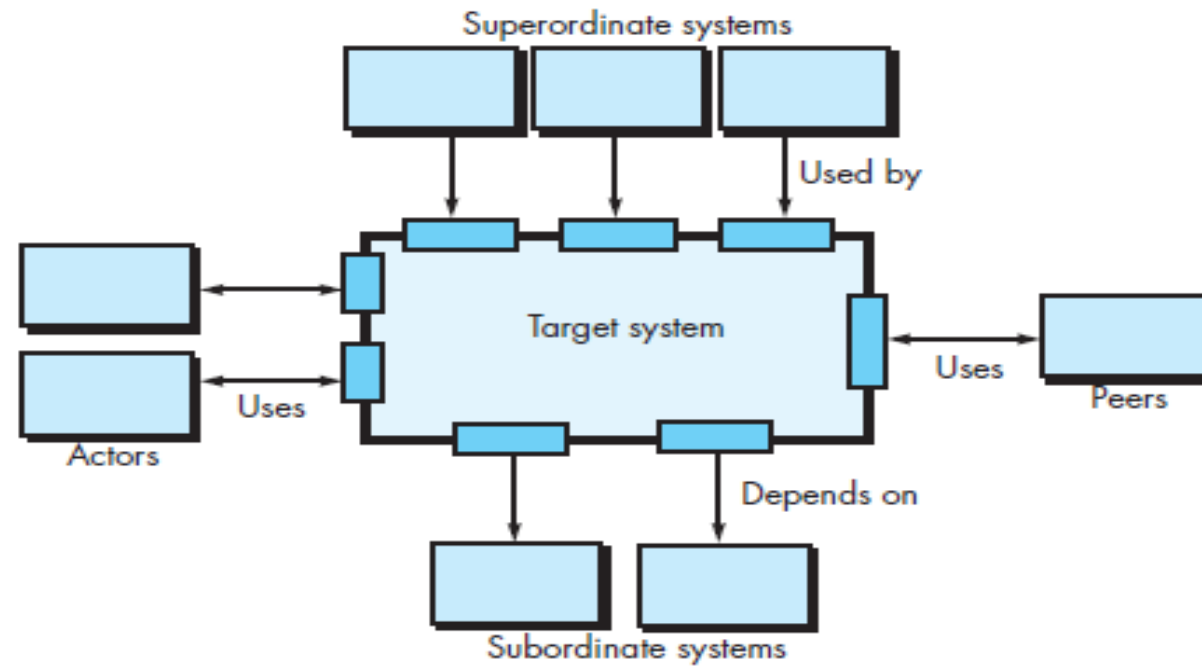 Superordinate systems
Used by
Target system
Uses
Peers
Uses
Actors
Depends on
Subordinate systems